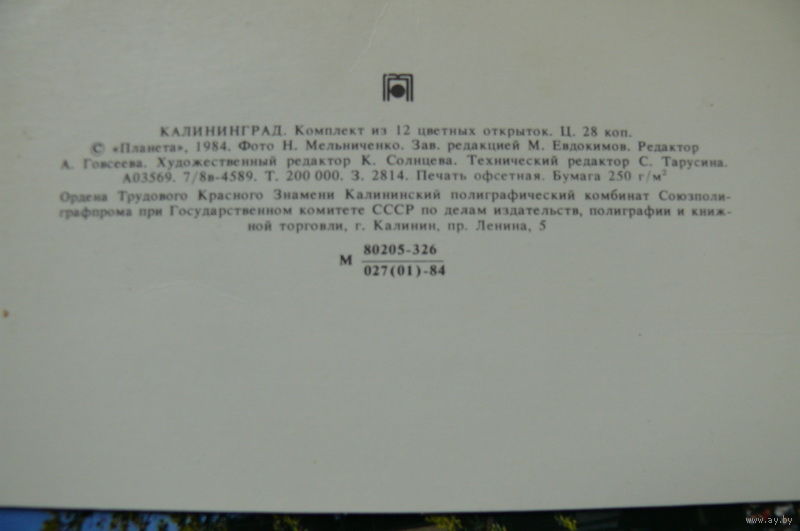 КАЛИНИНГРАД. Комплект из 12 цветных открыток. Ц. 28 коп.
© «Планета», 1984. Фото Н. Мельниченко. Зав. редакцией М. Евдокимов. Редактор
А. Говсеева. Художественный редактор К. Солнцева. Технический редактор С. Тарусина.
А03569. 7/8в-4589. Т. 200 000. З. 2814. Печать офсетная. Бумага 250 г/м²
Ордена Трудового Красного Знамени Калининский полиграфический комбинат Союзполи-
графпрома при Государственном комитете СССР по делам издательств, полиграфии и книж-
ной торговли, г. Калинин, пр. Ленина, 5
М 80205-326
027(01)-84
www.ay.by